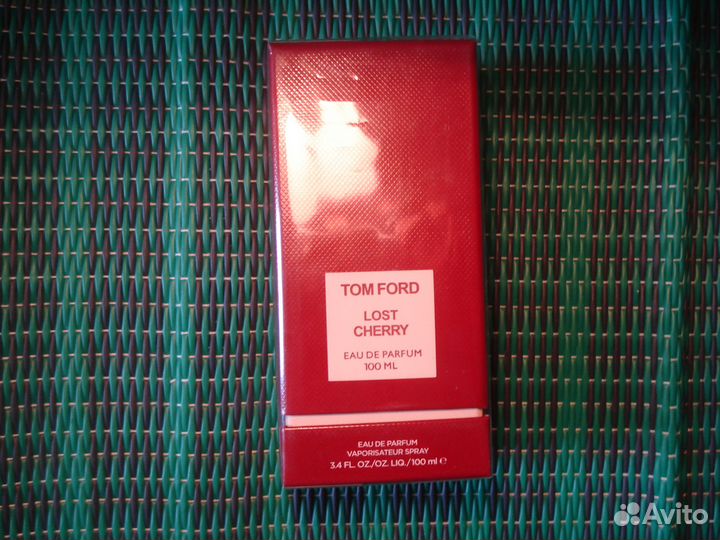 TOM FORD
LOST
CHERRY
EAU DE PARFUM
100 ML
EAU DE PARFUM
VAPORISATEUR SPRAY
3.4 FL. OZ./OZ. LIQ./100 ml ℮
Avito